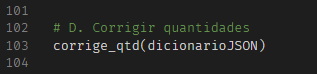 101
102 # D. Corrigir quantidades
103 corrige_qtd(dicionarioJSON)
104